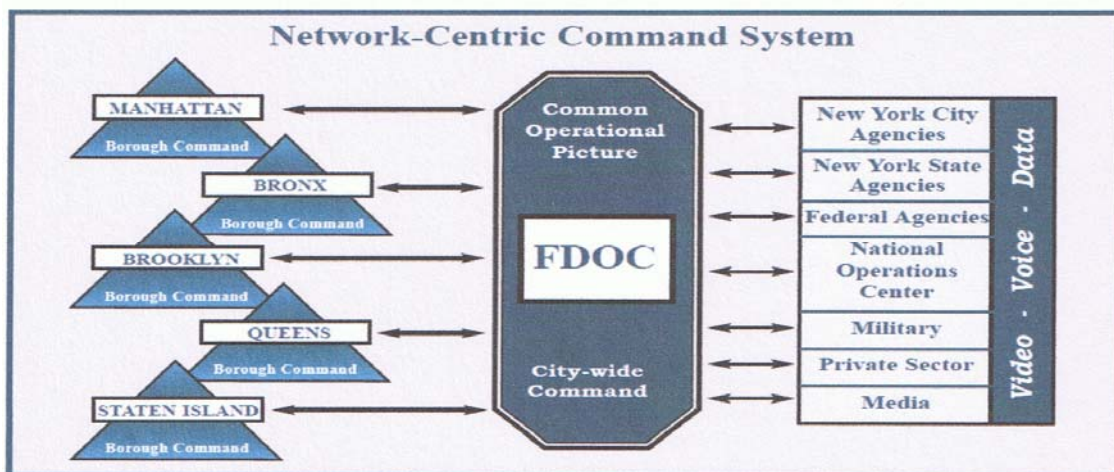 Network-Centric Command System
MANHATTAN
Borough Command
BRONX
Borough Command
BROOKLYN
Borough Command
QUEENS
Borough Command
STATEN ISLAND
Borough Command
Common
Operational
Picture
FDOC
City-wide
Command
New York City
Agencies
New York State
Agencies
Federal Agencies
National
Operations
Center
Military
Private Sector
Media
Video - Voice - Data